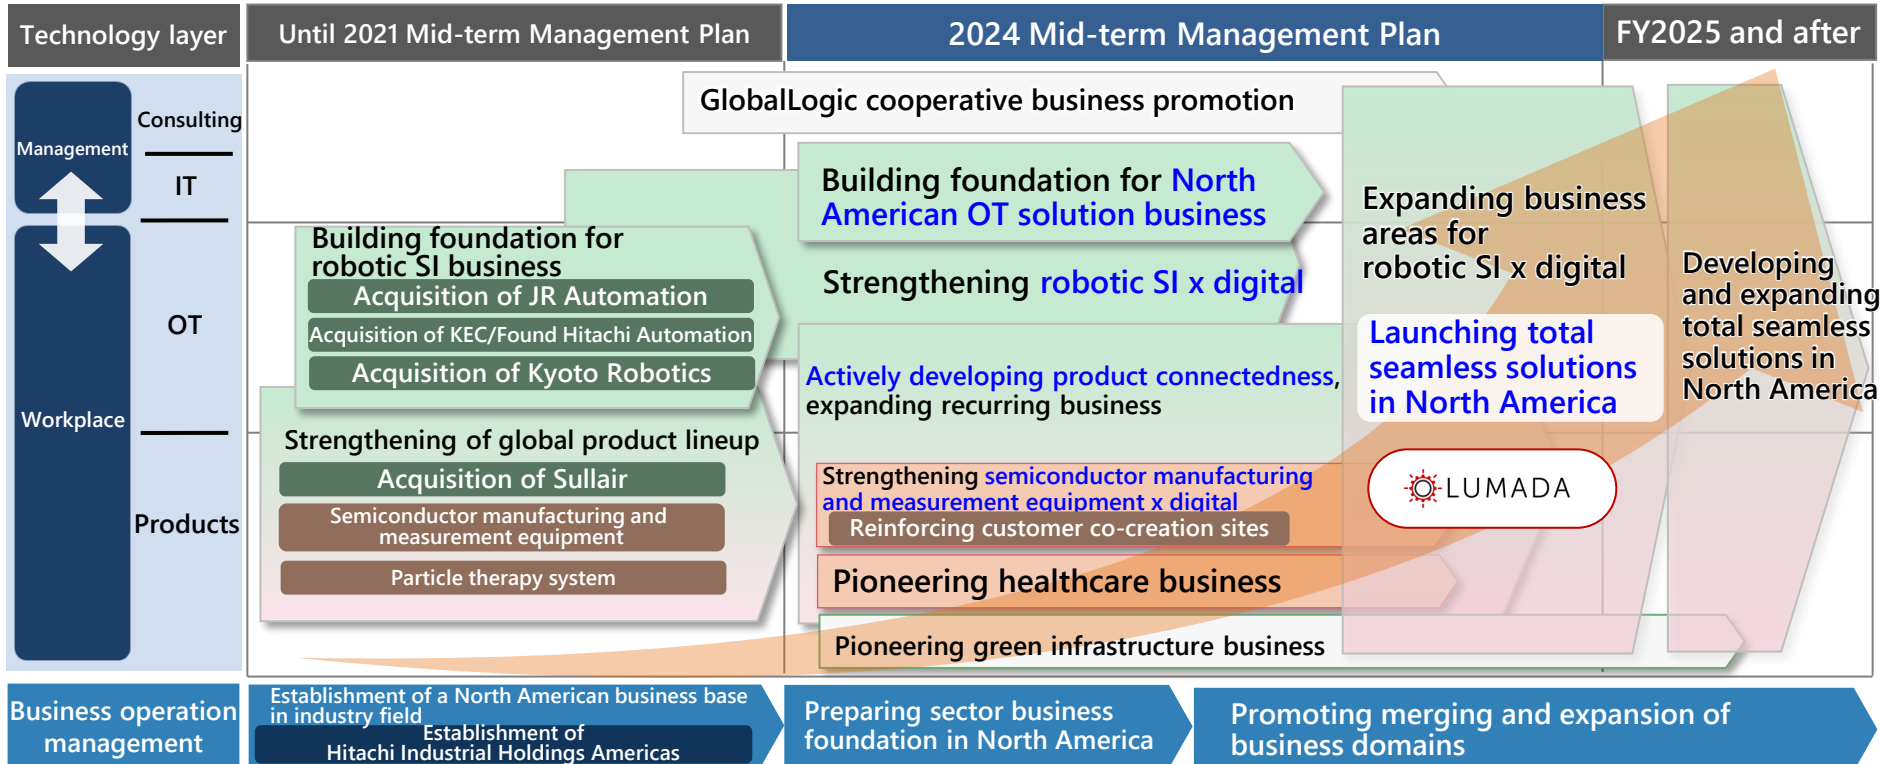 Technology layer
Until 2021 Mid-term Management Plan
2024 Mid-term Management Plan
FY2025 and after
Management
Workplace
Consulting
IT
OT
Products
GlobalLogic cooperative business promotion
Building foundation for
robotic SI business
Acquisition of JR Automation
Acquisition of KEC/Found Hitachi Automation
Acquisition of Kyoto Robotics
Strengthening of global product lineup
Acquisition of Sullair
Semiconductor manufacturing and
measurement equipment
Particle therapy system
Building foundation for North
American OT solution business
Strengthening robotic SI x digital
Actively developing product connectedness,
expanding recurring business
Strengthening semiconductor manufacturing
and measurement equipment x digital
Reinforcing customer co-creation sites
Pioneering healthcare business
Pioneering green infrastructure business
Expanding business
areas for
robotic SI x digital
Launching total
seamless solutions
in North America
LUMADA
Developing
and expanding
total seamless
solutions in
North America
Business operation
management
Establishment of a North American business base
in industry field
Establishment of
Hitachi Industrial Holdings Americas
Preparing sector business
foundation in North America
Promoting merging and expansion of
business domains